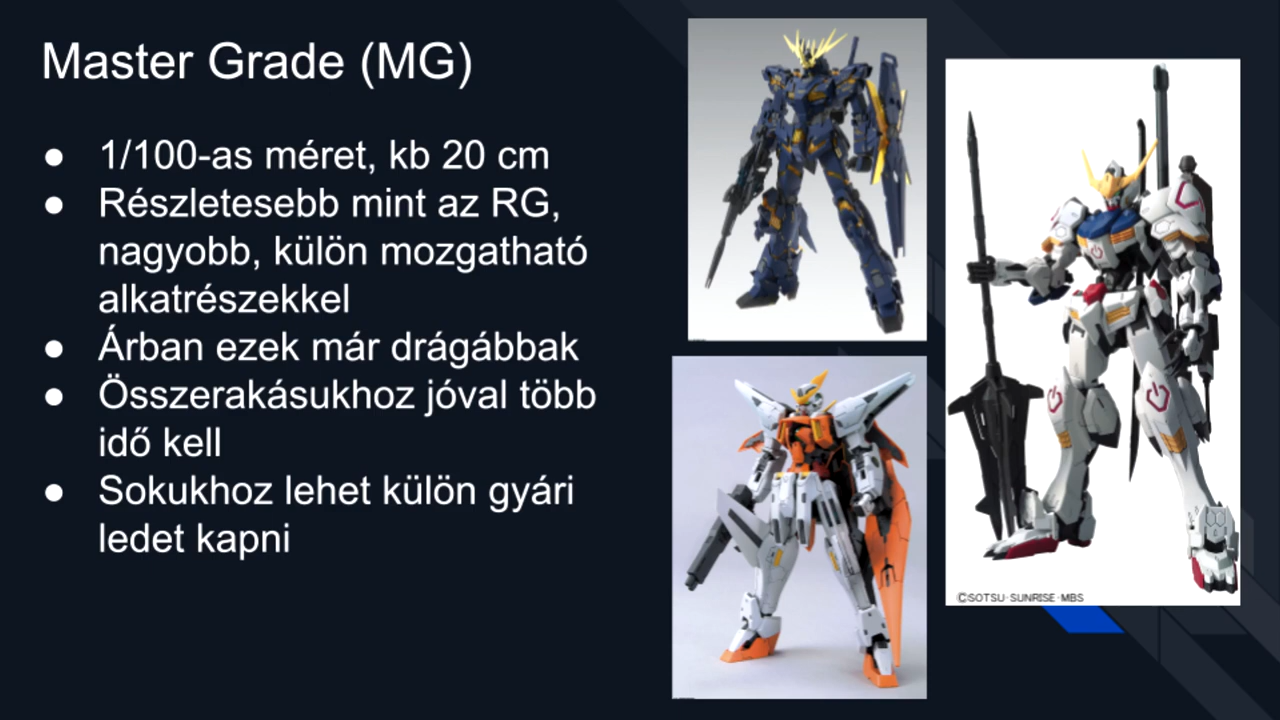 Master Grade (MG)
● 1/100-as méret, kb 20 cm
● Részletesebb mint az RG,
nagyobb, külön mozgatható
alkatrészekkel
● Árban ezek már drágábbak
● Összerakásukhoz jóval több
idő kell
● Sokukhoz lehet külön gyári
ledet kapni
©SOTSU·SUNRISE·MBS